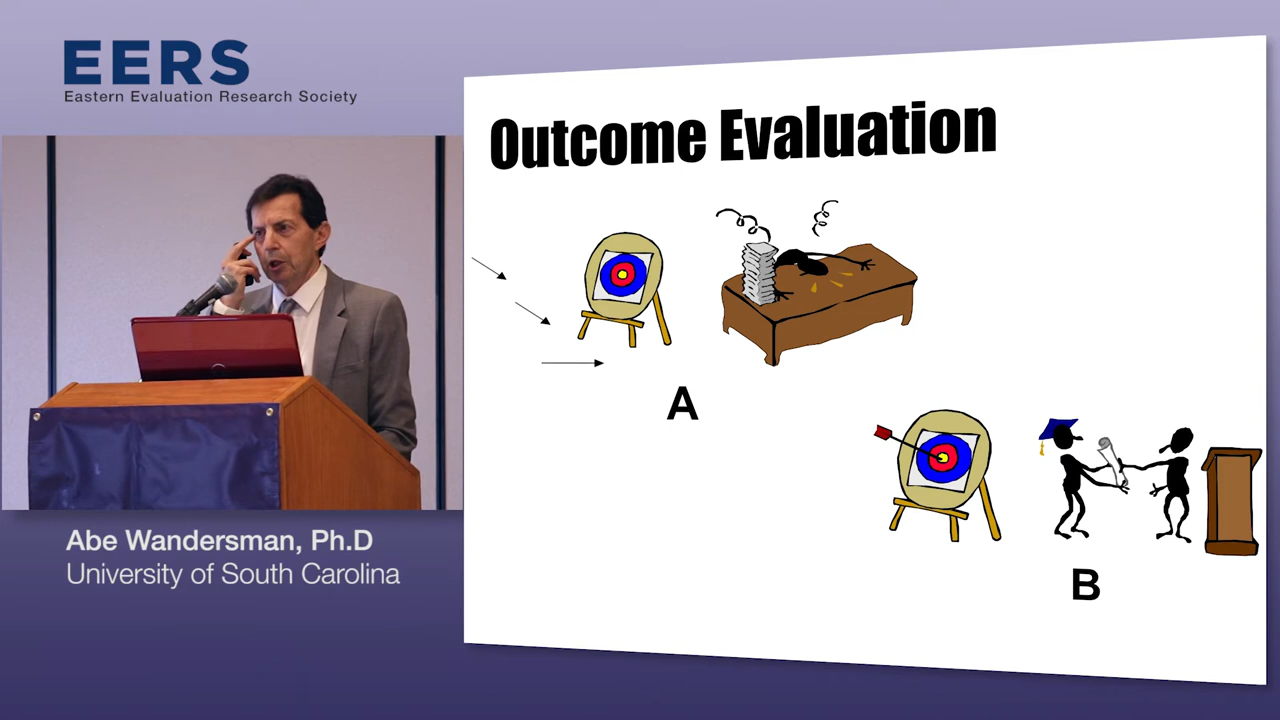 EERS
Eastern Evaluation Research Society
Outcome Evaluation
A
B
Abe Wandersman, Ph.D
University of South Carolina